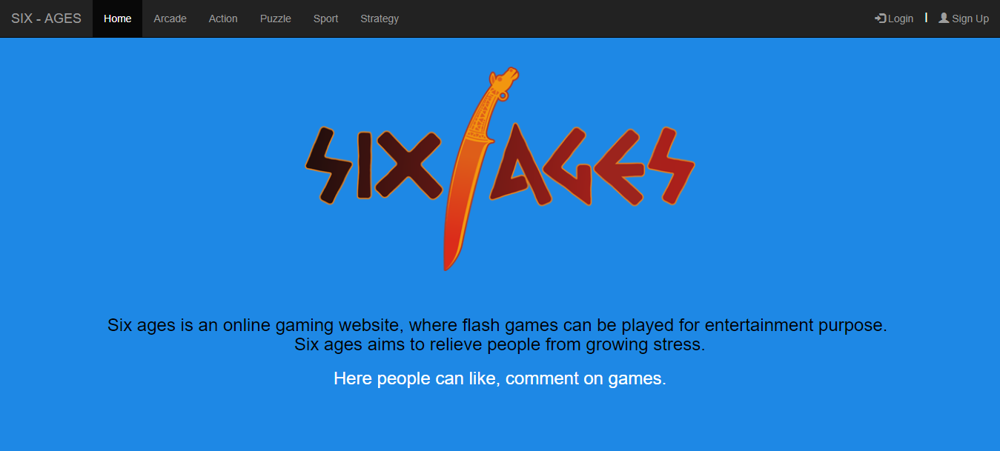 SIX - AGES Home Arcade Action Puzzle Sport Strategy Login | Sign Up
SIX AGES
Six ages is an online gaming website, where flash games can be played for entertainment purpose.
Six ages aims to relieve people from growing stress.
Here people can like, comment on games.